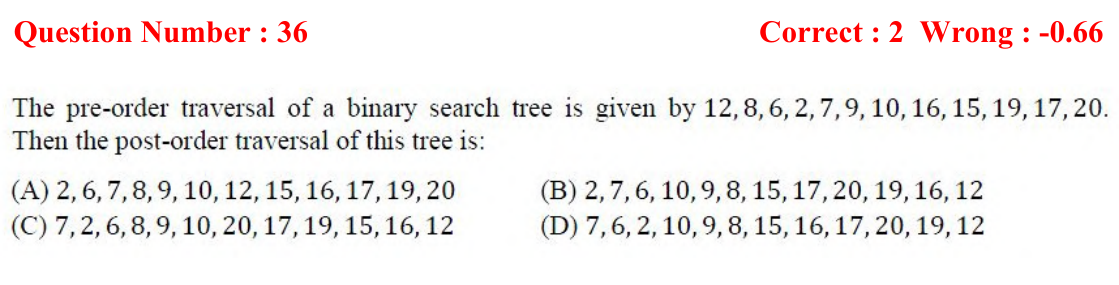 Question Number : 36 Correct : 2 Wrong : -0.66
The pre-order traversal of a binary search tree is given by 12, 8, 6, 2, 7, 9, 10, 16, 15, 19, 17, 20.
Then the post-order traversal of this tree is:
(A) 2, 6, 7, 8, 9, 10, 12, 15, 16, 17, 19, 20 (B) 2, 7, 6, 10, 9, 8, 15, 17, 20, 19, 16, 12
(C) 7, 2, 6, 8, 9, 10, 20, 17, 19, 15, 16, 12 (D) 7, 6, 2, 10, 9, 8, 15, 16, 17, 20, 19, 12